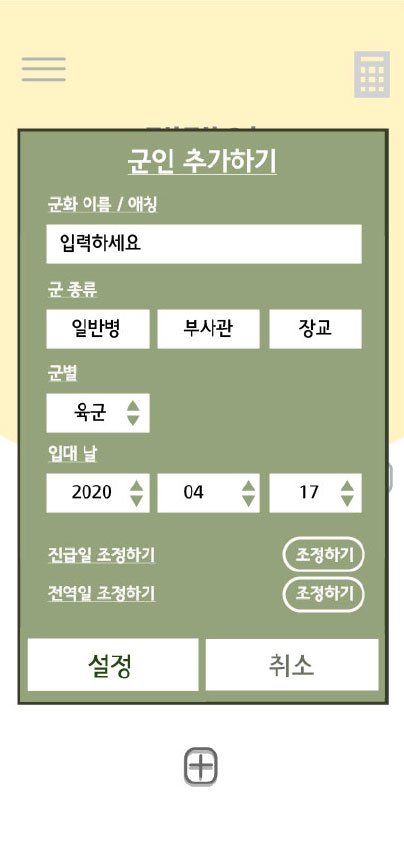 군인 추가하기
군화 이름 / 애칭
입력하세요
군 종류
일반병 부사관 장교
군별
육군
입대 날
2020 04 17
진급일 조정하기 조정하기
전역일 조정하기 조정하기
설정 취소